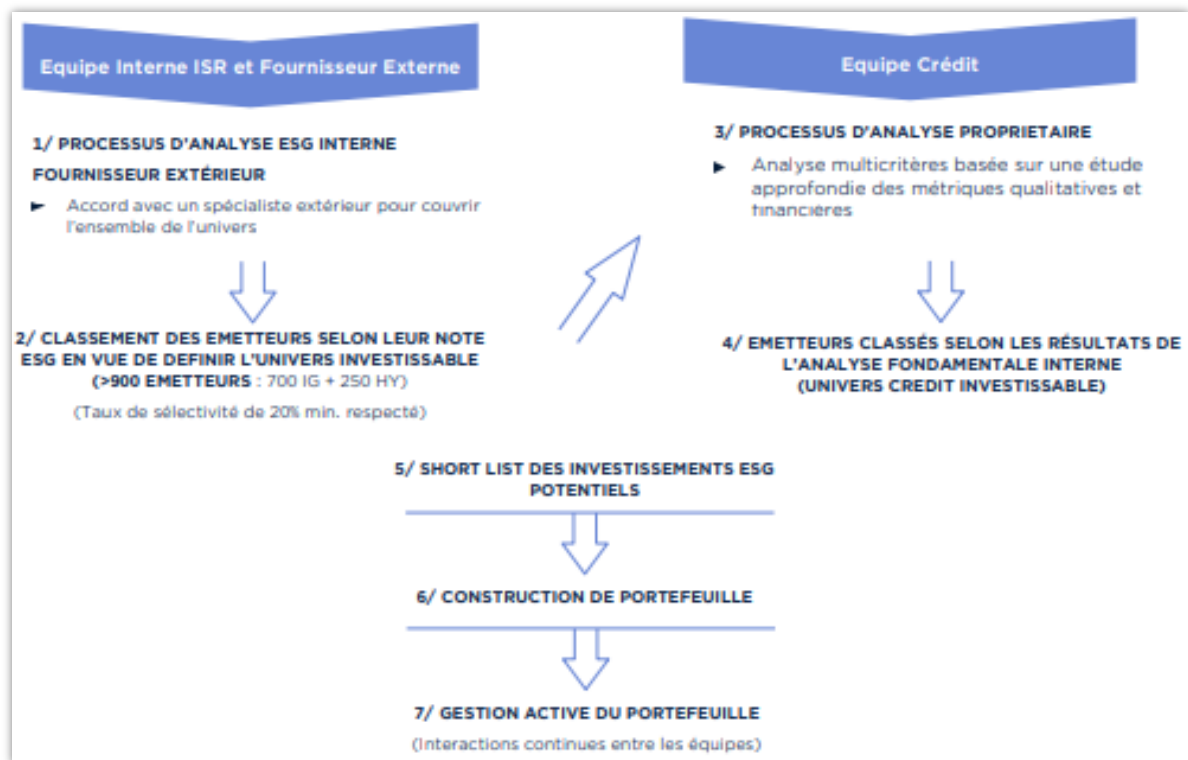 Equipe Interne ISR et Fournisseur Externe
1/ PROCESSUS D'ANALYSE ESG INTERNE
FOURNISSEUR EXTÉRIEUR
► Accord avec un spécialiste extérieur pour couvrir
l'ensemble de l'univers
2/ CLASSEMENT DES EMETTEURS SELON LEUR NOTE
ESG EN VUE DE DEFINIR L'UNIVERS INVESTISSABLE
(>900 EMETTEURS : 700 IG + 250 HY)
(Taux de sélectivité de 20% min. respecté)
Equipe Crédit
3/ PROCESSUS D'ANALYSE PROPRIETAIRE
► Analyse multicritères basée sur une étude
approfondie des métriques qualitatives et
financières
4/ EMETTEURS CLASSÉS SELON LES RÉSULTATS DE
L'ANALYSE FONDAMENTALE INTERNE
(UNIVERS CREDIT INVESTISSABLE)
5/ SHORT LIST DES INVESTISSEMENTS ESG
POTENTIELS
6/ CONSTRUCTION DE PORTEFEUILLE
7/ GESTION ACTIVE DU PORTEFEUILLE
(Interactions continues entre les équipes)